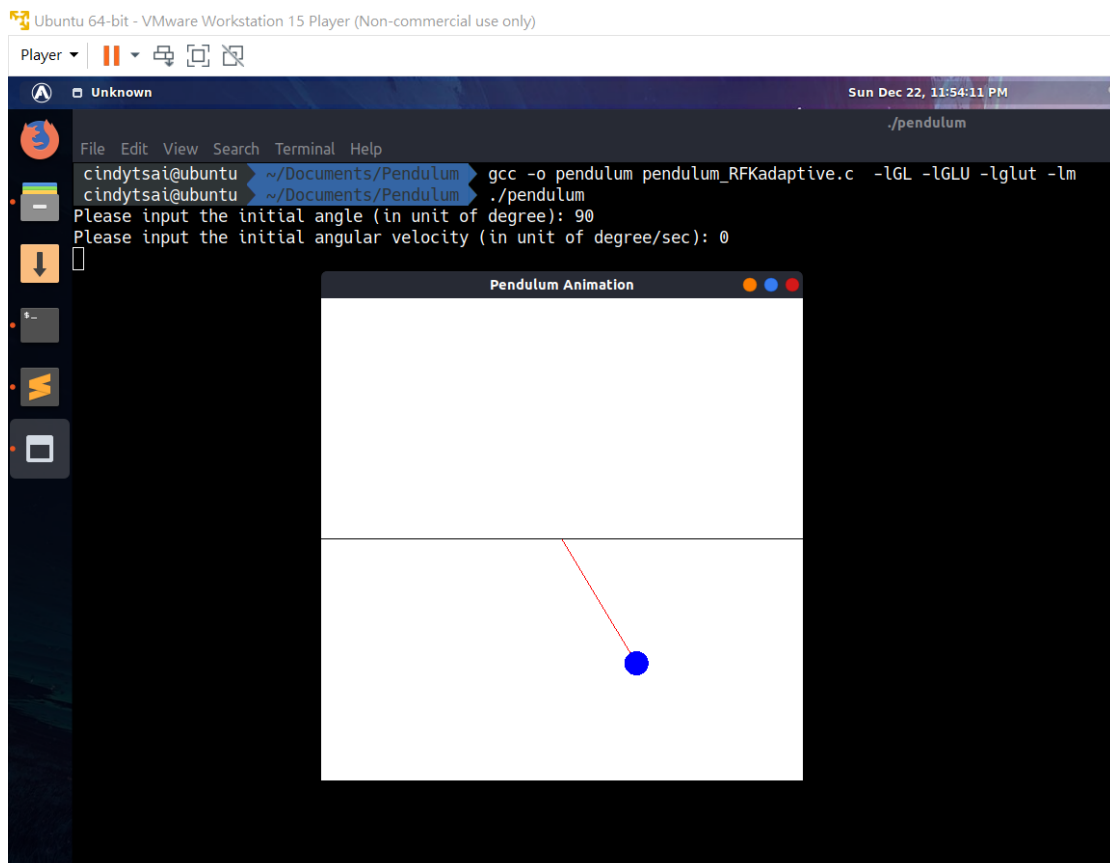 Ubuntu 64-bit - VMware Workstation 15 Player (Non-commercial use only)
Player
Unknown
Sun Dec 22, 11:54:11 PM
./pendulum
File Edit View Search Terminal Help
cindytsai@ubuntu ~/Documents/Pendulum gcc -o pendulum pendulum_RFKadaptive.c  -lGL -lGLU -lglut -lm
cindytsai@ubuntu ~/Documents/Pendulum ./pendulum
Please input the initial angle (in unit of degree): 90
Please input the initial angular velocity (in unit of degree/sec): 0
Pendulum Animation
$_